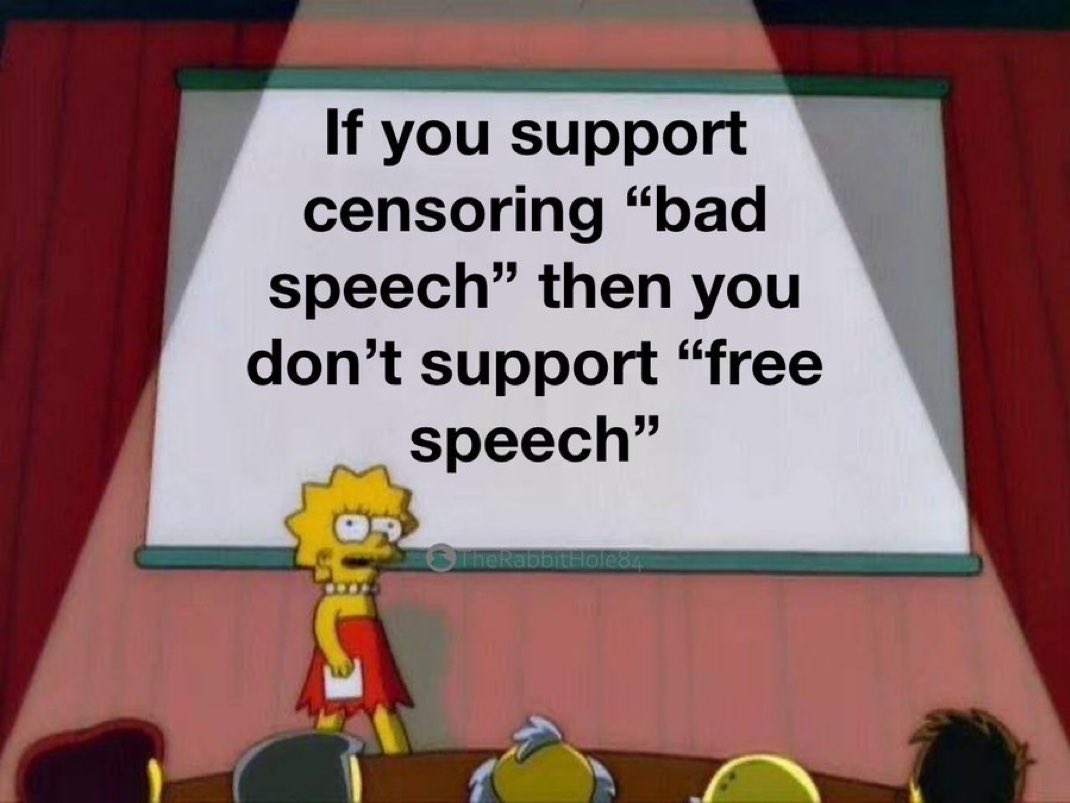 If you support
censoring “bad
speech” then you
don’t support “free
speech”
TheRabbitHole84